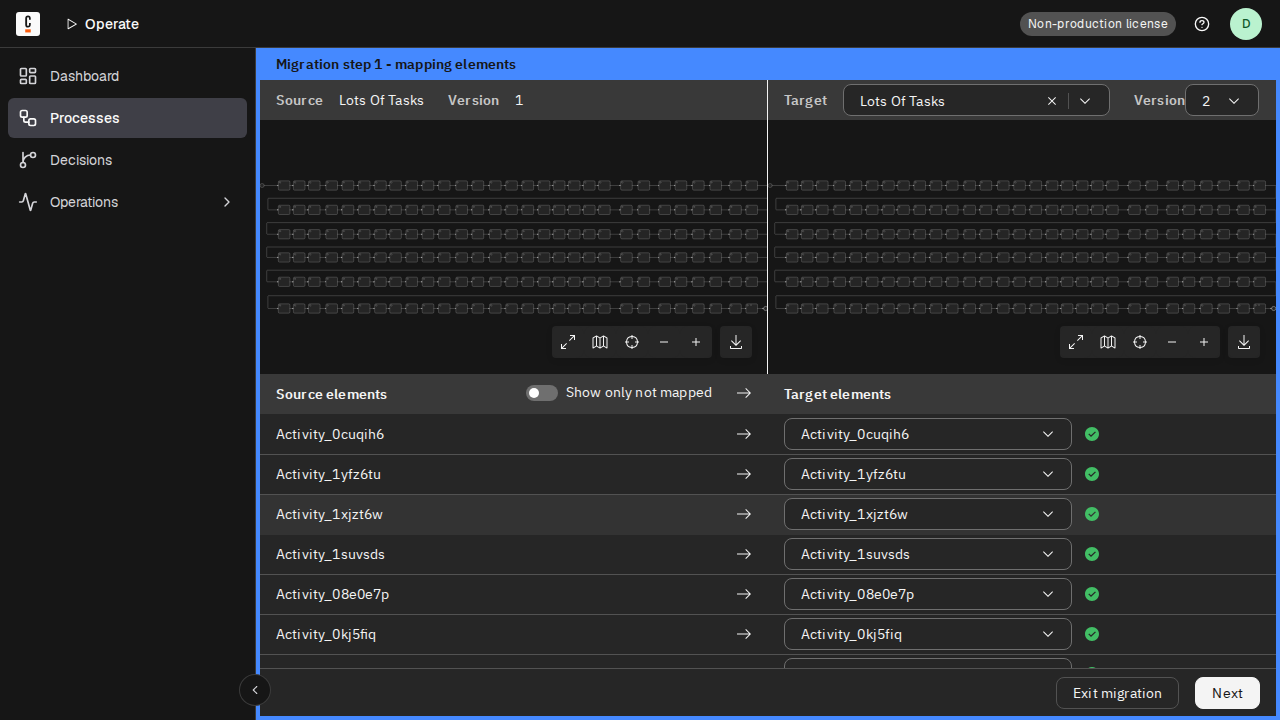 C
Operate
Non-production license
D
Dashboard
Processes
Decisions
Operations
Migration step 1 - mapping elements
Source Lots Of Tasks Version 1
Target Lots Of Tasks Version 2
Source elements Show only not mapped Target elements
Activity_0cuqih6 Activity_0cuqih6
Activity_1yfz6tu Activity_1yfz6tu
Activity_1xjzt6w Activity_1xjzt6w
Activity_1suvsds Activity_1suvsds
Activity_08e0e7p Activity_08e0e7p
Activity_0kj5fiq Activity_0kj5fiq
Exit migration Next